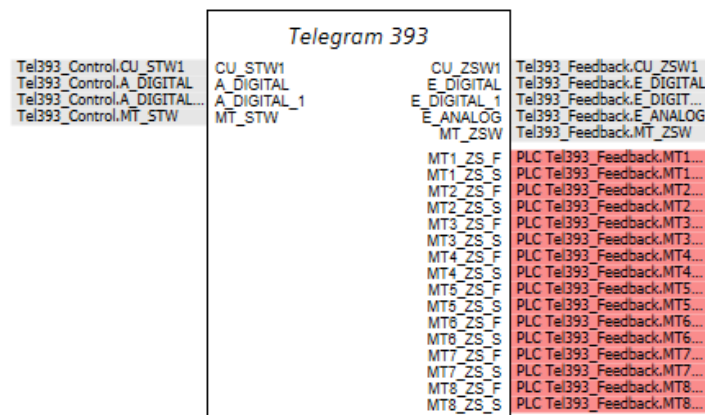 Telegram 393
Tel393_Control.CU_STW1 CU_STW1 CU_ZSW1 Tel393_Feedback.CU_ZSW1
Tel393_Control.A_DIGITAL A_DIGITAL E_DIGITAL Tel393_Feedback.E_DIGITAL
Tel393_Control.A_DIGITAL... A_DIGITAL_1 E_DIGITAL_1 Tel393_Feedback.E_DIGIT...
Tel393_Control.MT_STW MT_STW E_ANALOG Tel393_Feedback.E_ANALOG
MT_ZSW Tel393_Feedback.MT_ZSW
MT1_ZS_F PLC Tel393_Feedback.MT1...
MT1_ZS_S PLC Tel393_Feedback.MT1...
MT2_ZS_F PLC Tel393_Feedback.MT2...
MT2_ZS_S PLC Tel393_Feedback.MT2...
MT3_ZS_F PLC Tel393_Feedback.MT3...
MT3_ZS_S PLC Tel393_Feedback.MT3...
MT4_ZS_F PLC Tel393_Feedback.MT4...
MT4_ZS_S PLC Tel393_Feedback.MT4...
MT5_ZS_F PLC Tel393_Feedback.MT5...
MT5_ZS_S PLC Tel393_Feedback.MT5...
MT6_ZS_F PLC Tel393_Feedback.MT6...
MT6_ZS_S PLC Tel393_Feedback.MT6...
MT7_ZS_F PLC Tel393_Feedback.MT7...
MT7_ZS_S PLC Tel393_Feedback.MT7...
MT8_ZS_F PLC Tel393_Feedback.MT8...
MT8_ZS_S PLC Tel393_Feedback.MT8...